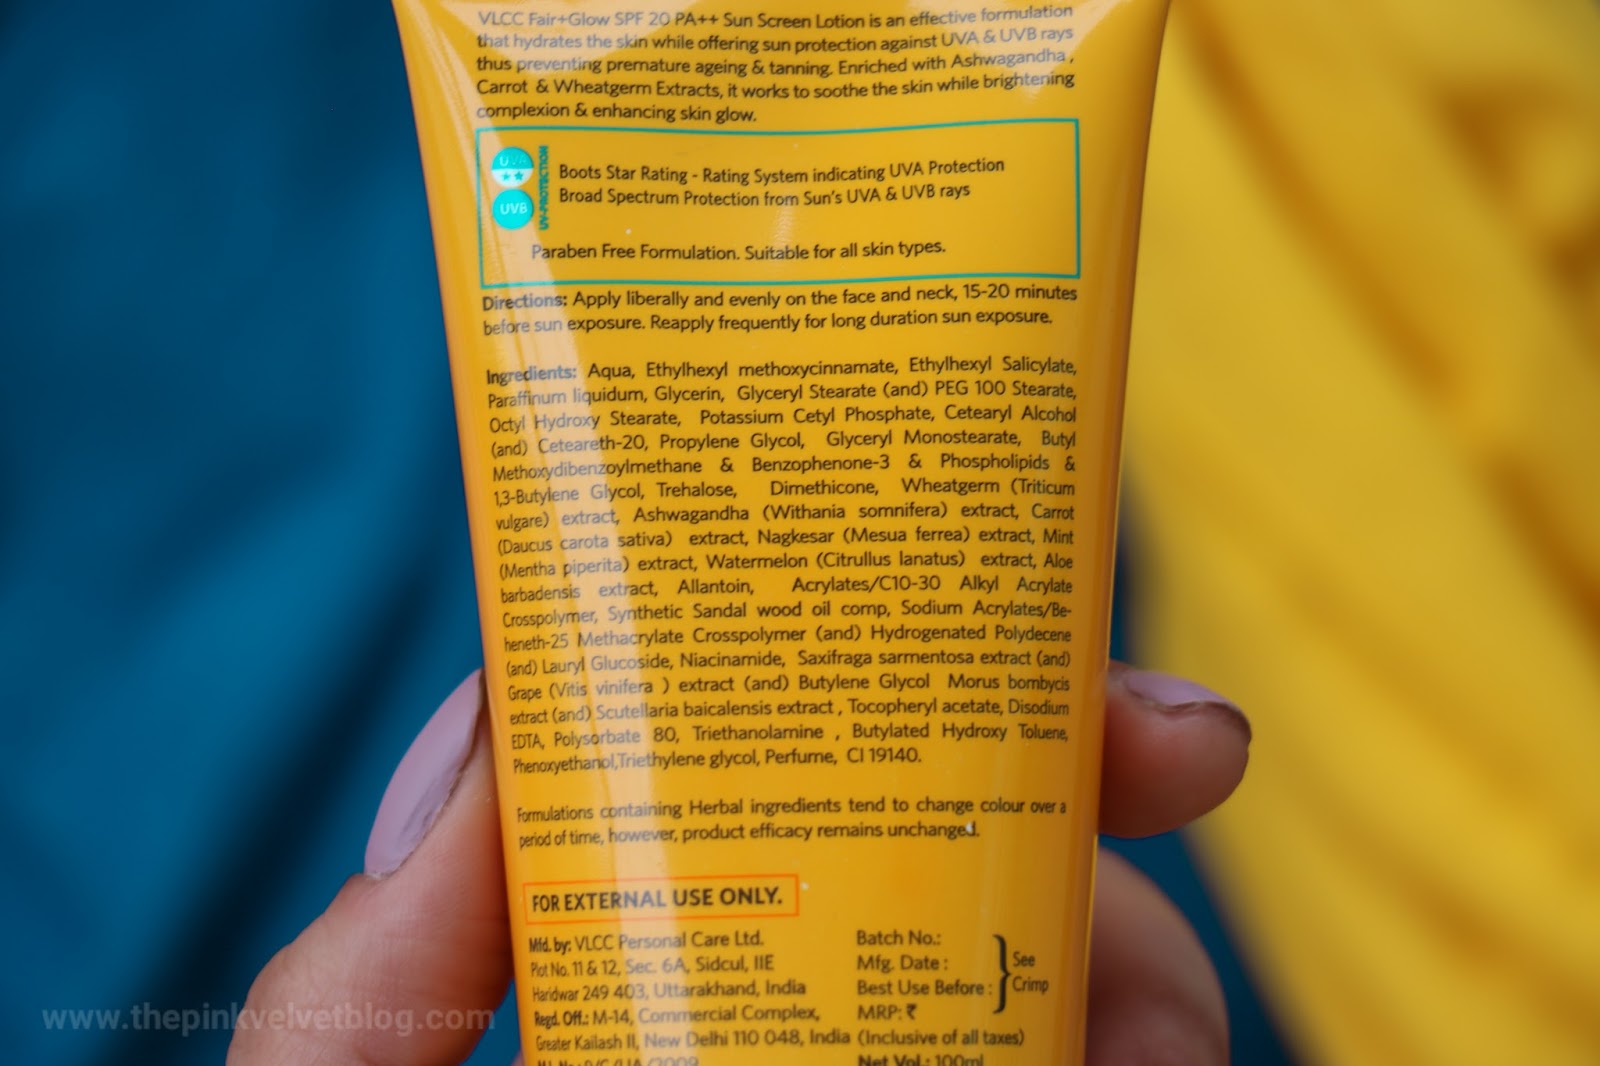 VLCC Fair+Glow SPF 20 PA++ Sun Screen Lotion is an effective formulation
that hydrates the skin while offering sun protection against UVA & UVB rays
thus preventing premature ageing & tanning. Enriched with Ashwagandha ,
Carrot & Wheatgerm Extracts, it works to soothe the skin while brightening
complexion & enhancing skin glow.
UVA
UVB
UV-PROTECTION
Boots Star Rating - Rating System indicating UVA Protection
Broad Spectrum Protection from Sun's UVA & UVB rays
Paraben Free Formulation. Suitable for all skin types.
Directions: Apply liberally and evenly on the face and neck, 15-20 minutes
before sun exposure. Reapply frequently for long duration sun exposure.
Ingredients: Aqua, Ethylhexyl methoxycinnamate, Ethylhexyl Salicylate,
Paraffinum liquidum, Glycerin, Glyceryl Stearate (and) PEG 100 Stearate,
Octyl Hydroxy Stearate, Potassium Cetyl Phosphate, Cetearyl Alcohol
(and) Ceteareth-20, Propylene Glycol, Glyceryl Monostearate, Butyl
Methoxydibenzoylmethane & Benzophenone-3 & Phospholipids &
1,3-Butylene Glycol, Trehalose, Dimethicone, Wheatgerm (Triticum
vulgare) extract, Ashwagandha (Withania somnifera) extract, Carrot
(Daucus carota sativa) extract, Nagkesar (Mesua ferrea) extract, Mint
(Mentha piperita) extract, Watermelon (Citrullus lanatus) extract, Aloe
barbadensis extract, Allantoin, Acrylates/C10-30 Alkyl Acrylate
Crosspolymer, Synthetic Sandal wood oil comp, Sodium Acrylates/Be-
heneth-25 Methacrylate Crosspolymer (and) Hydrogenated Polydecene
(and) Lauryl Glucoside, Niacinamide, Saxifraga sarmentosa extract (and)
Grape (Vitis vinifera ) extract (and) Butylene Glycol Morus bombycis
extract (and) Scutellaria baicalensis extract , Tocopheryl acetate, Disodium
EDTA, Polysorbate 80, Triethanolamine , Butylated Hydroxy Toluene,
Phenoxyethanol,Triethylene glycol, Perfume, CI 19140.
Formulations containing Herbal ingredients tend to change colour over a
period of time, however, product efficacy remains unchanged.
FOR EXTERNAL USE ONLY.
Mfd. by: VLCC Personal Care Ltd.
Plot No. 11 & 12, Sec. 6A, Sidcul, IIE
Haridwar 249 403, Uttarakhand, India
Regd. Off.: M-14, Commercial Complex,
Greater Kailash II, New Delhi 110 048, India
Batch No.:
Mfg. Date :
Best Use Before :
See
Crimp
MRP: ₹
(Inclusive of all taxes)
Net Vol.: 100ml
www.thepinkvelvetblog.com